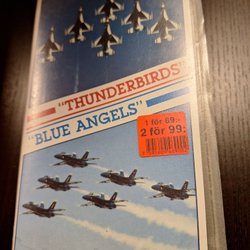 "THUNDERBIRDS"
"BLUE ANGELS"
1 för 69:-
2 för 99:-